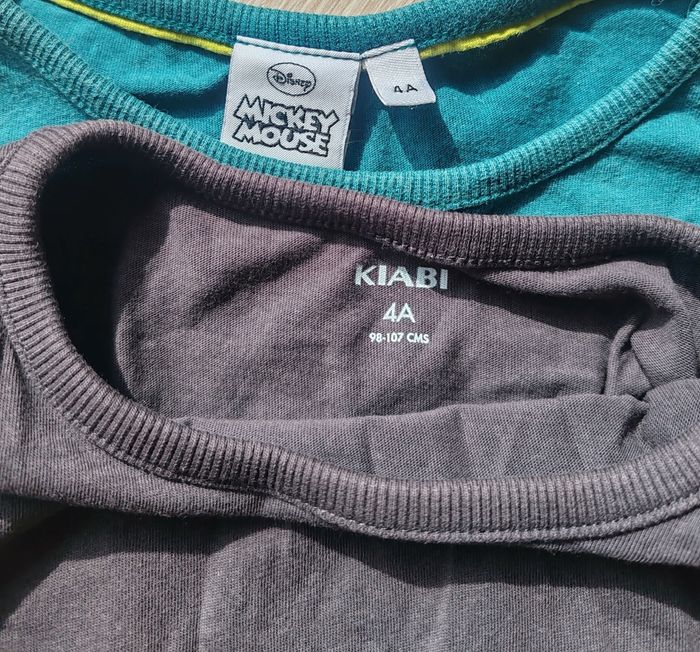 Disney
MICKEY
MOUSE
4A
KIABI
4A
98-107 CMS